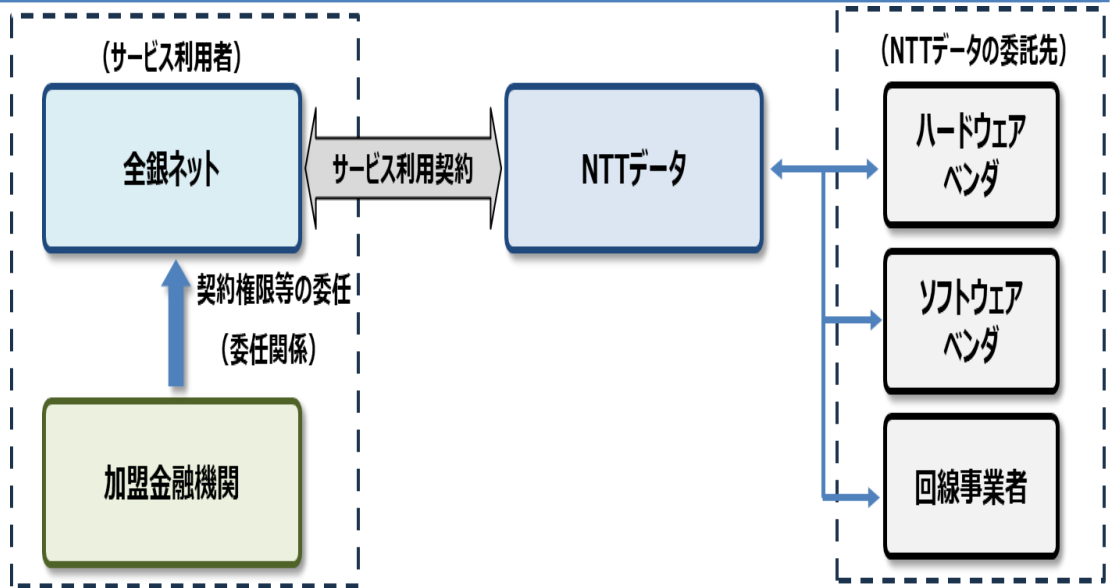 （サービス利用者）
全銀ネット
サービス利用契約
NTTデータ
契約権限等の委任
（委任関係）
加盟金融機関
（NTTデータの委託先）
ハードウェア
ベンダ
ソフトウェア
ベンダ
回線事業者